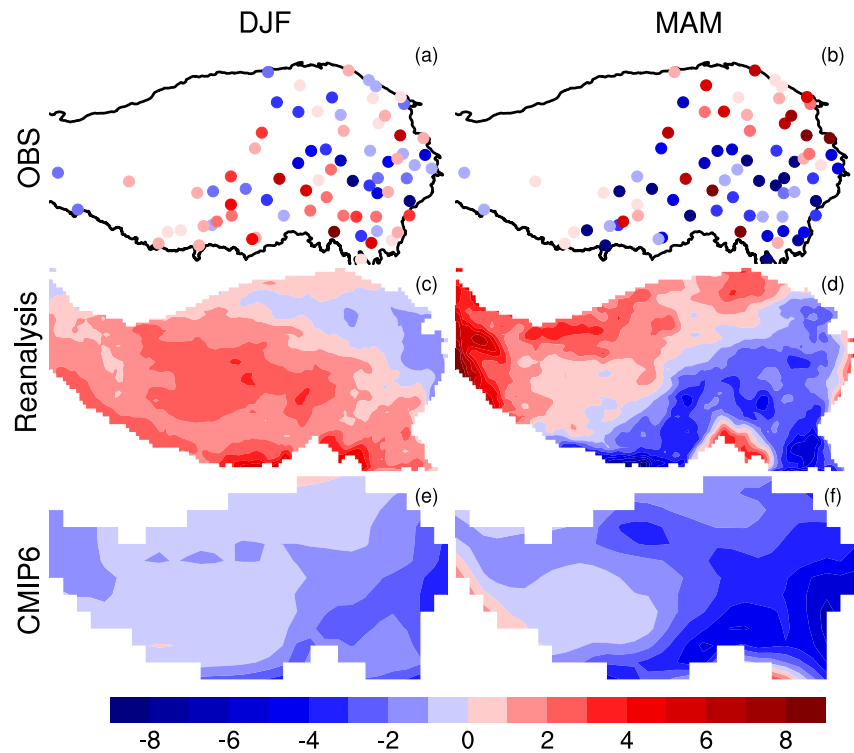 DJF MAM
(a) (b)
OBS
(c) (d)
Reanalysis
(e) (f)
CMIP6
-8 -6 -4 -2 0 2 4 6 8